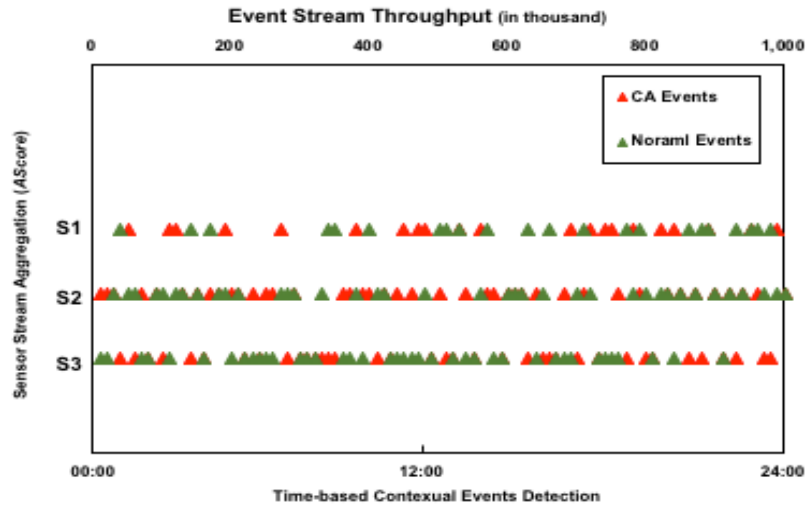 Event Stream Throughput (in thousand)
0 200 400 600 800 1,000
CA Events
Noraml Events
Sensor Stream Aggregation (AScore)
S1
S2
S3
00:00 12:00 24:00
Time-based Contexual Events Detection